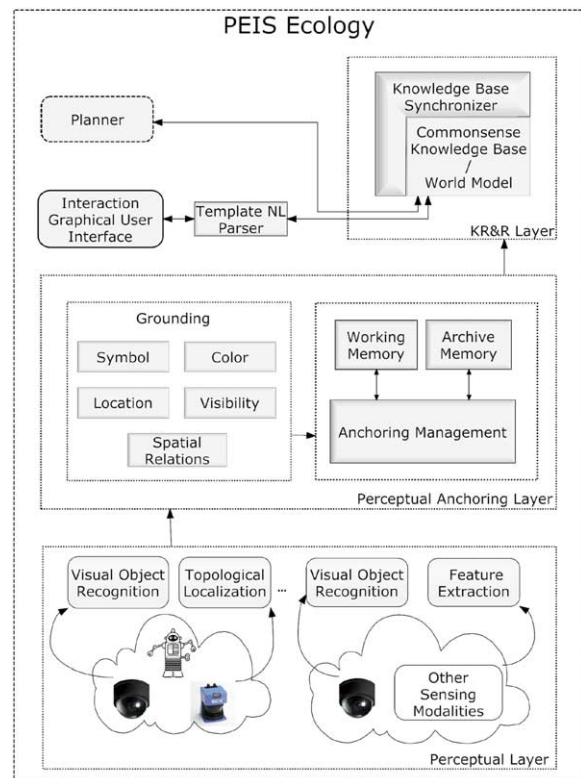 PEIS Ecology
Knowledge Base
Synchronizer
Commonsense
Knowledge Base
/
World Model
KR&R Layer
Planner
Interaction
Graphical User
Interface
Template NL
Parser
Grounding
Symbol
Color
Location
Visibility
Spatial
Relations
Working
Memory
Archive
Memory
Anchoring Management
Perceptual Anchoring Layer
Visual Object
Recognition
Topological
Localization
...
Visual Object
Recognition
Feature
Extraction
Other
Sensing
Modalities
Perceptual Layer